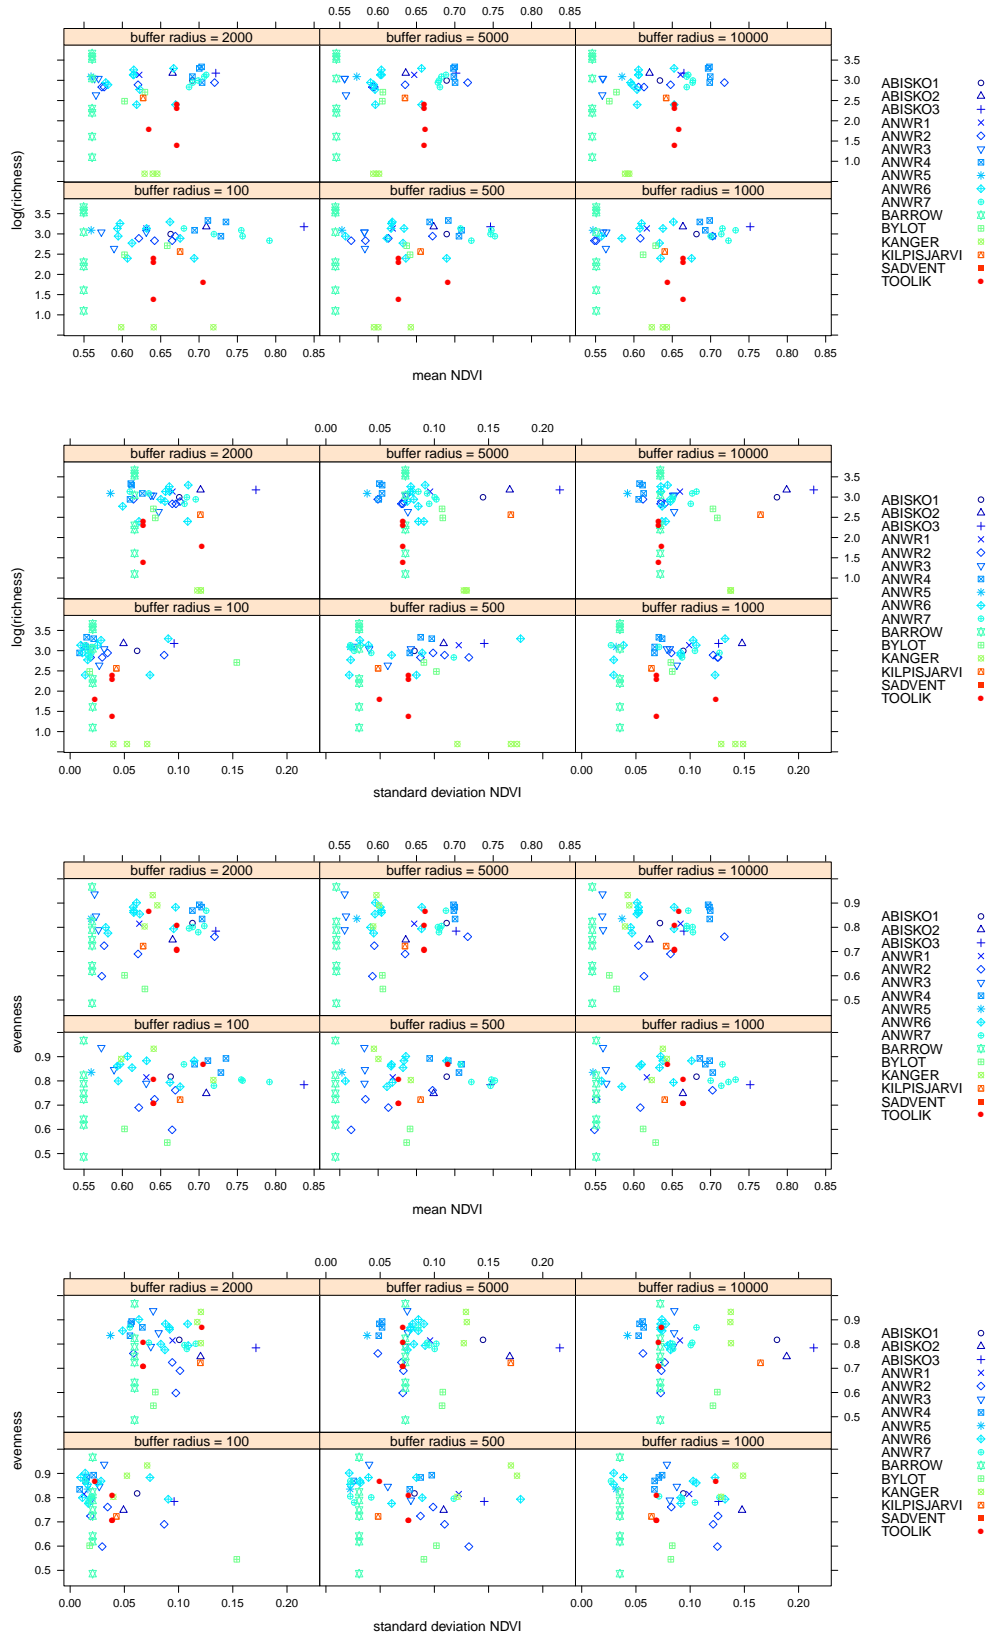 0.55 0.60 0.65 0.70 0.75 0.80 0.85
buffer radius = 2000 buffer radius = 5000 buffer radius = 10000
3.5
3.0
2.5
2.0
1.5
1.0
buffer radius = 100 buffer radius = 500 buffer radius = 1000
3.5
3.0
2.5
2.0
1.5
1.0
0.55 0.60 0.65 0.70 0.75 0.80 0.85 0.55 0.60 0.65 0.70 0.75 0.80 0.85
log(richness)
mean NDVI
ABISKO1
ABISKO2
ABISKO3
ANWR1
ANWR2
ANWR3
ANWR4
ANWR5
ANWR6
ANWR7
BARROW
BYLOT
KANGER
KILPISJARVI
SADVENT
TOOLIK
0.00 0.05 0.10 0.15 0.20
buffer radius = 2000 buffer radius = 5000 buffer radius = 10000
3.5
3.0
2.5
2.0
1.5
1.0
buffer radius = 100 buffer radius = 500 buffer radius = 1000
3.5
3.0
2.5
2.0
1.5
1.0
0.00 0.05 0.10 0.15 0.20 0.00 0.05 0.10 0.15 0.20
log(richness)
standard deviation NDVI
ABISKO1
ABISKO2
ABISKO3
ANWR1
ANWR2
ANWR3
ANWR4
ANWR5
ANWR6
ANWR7
BARROW
BYLOT
KANGER
KILPISJARVI
SADVENT
TOOLIK
0.55 0.60 0.65 0.70 0.75 0.80 0.85
buffer radius = 2000 buffer radius = 5000 buffer radius = 10000
0.9
0.8
0.7
0.6
0.5
buffer radius = 100 buffer radius = 500 buffer radius = 1000
0.9
0.8
0.7
0.6
0.5
0.55 0.60 0.65 0.70 0.75 0.80 0.85 0.55 0.60 0.65 0.70 0.75 0.80 0.85
evenness
mean NDVI
ABISKO1
ABISKO2
ABISKO3
ANWR1
ANWR2
ANWR3
ANWR4
ANWR5
ANWR6
ANWR7
BARROW
BYLOT
KANGER
KILPISJARVI
SADVENT
TOOLIK
0.00 0.05 0.10 0.15 0.20
buffer radius = 2000 buffer radius = 5000 buffer radius = 10000
0.9
0.8
0.7
0.6
0.5
buffer radius = 100 buffer radius = 500 buffer radius = 1000
0.9
0.8
0.7
0.6
0.5
0.00 0.05 0.10 0.15 0.20 0.00 0.05 0.10 0.15 0.20
evenness
standard deviation NDVI
ABISKO1
ABISKO2
ABISKO3
ANWR1
ANWR2
ANWR3
ANWR4
ANWR5
ANWR6
ANWR7
BARROW
BYLOT
KANGER
KILPISJARVI
SADVENT
TOOLIK